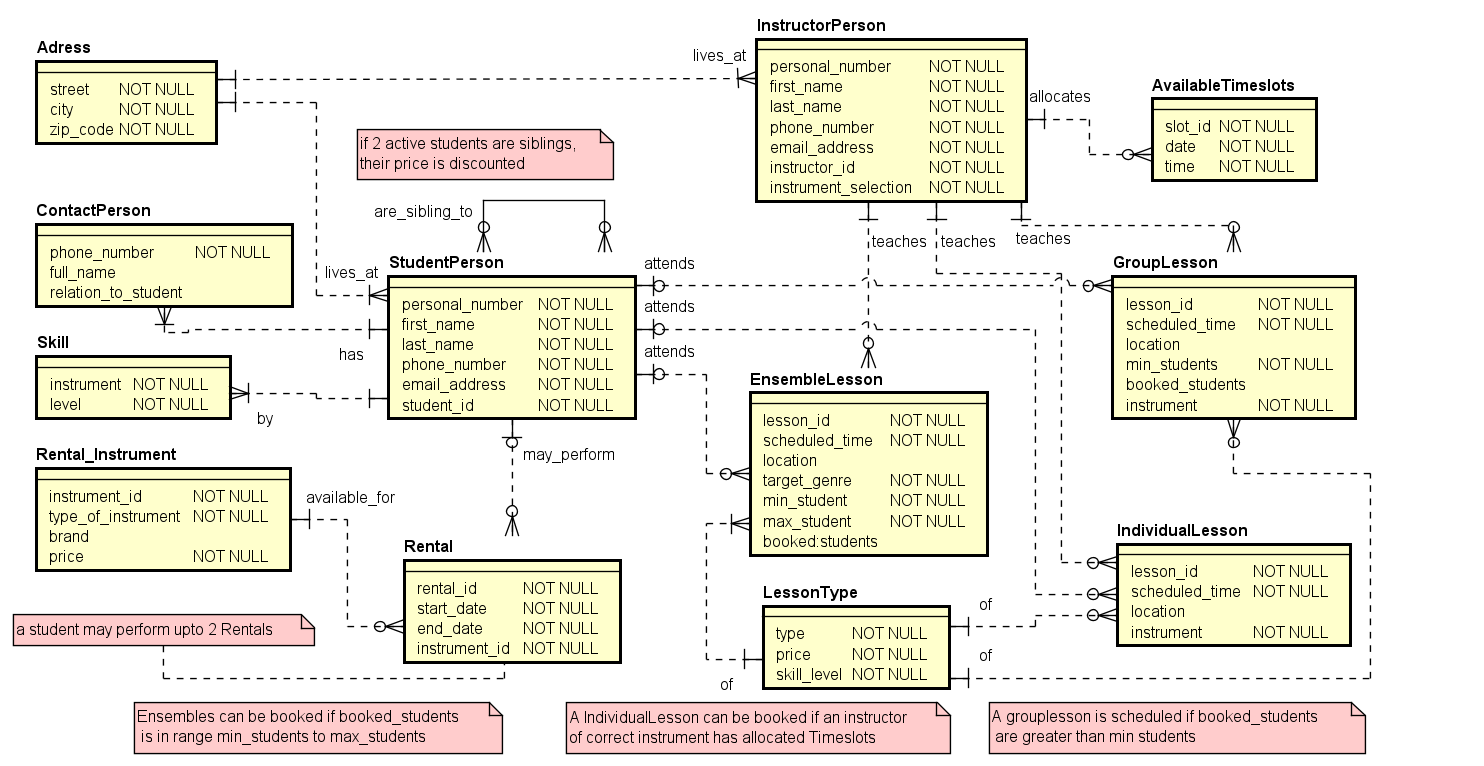 InstructorPerson
personal_number NOT NULL
first_name NOT NULL
last_name NOT NULL
phone_number NOT NULL
email_address NOT NULL
instructor_id NOT NULL
instrument_selection NOT NULL
Adress
street NOT NULL
city NOT NULL
zip_code NOT NULL
lives_at
allocates
AvailableTimeslots
slot_id NOT NULL
date NOT NULL
time NOT NULL
if 2 active students are siblings,
their price is discounted
are_sibling_to
teaches
teaches
teaches
ContactPerson
phone_number NOT NULL
full_name
relation_to_student
lives_at
StudentPerson
personal_number NOT NULL
first_name NOT NULL
last_name NOT NULL
phone_number NOT NULL
email_address NOT NULL
student_id NOT NULL
attends
attends
attends
GroupLesson
lesson_id NOT NULL
scheduled_time NOT NULL
location
min_students NOT NULL
booked_students
instrument NOT NULL
has
Skill
instrument NOT NULL
level NOT NULL
by
EnsembleLesson
lesson_id NOT NULL
scheduled_time NOT NULL
location
target_genre NOT NULL
min_student NOT NULL
max_student NOT NULL
booked:students
may_perform
Rental_Instrument
instrument_id NOT NULL
type_of_instrument NOT NULL
brand
price NOT NULL
available_for
Rental
rental_id NOT NULL
start_date NOT NULL
end_date NOT NULL
instrument_id NOT NULL
IndividualLesson
lesson_id NOT NULL
scheduled_time NOT NULL
location
instrument NOT NULL
LessonType
type NOT NULL
price NOT NULL
skill_level NOT NULL
of
of
of
a student may perform upto 2 Rentals
Ensembles can be booked if booked_students
is in range min_students to max_students
A IndividualLesson can be booked if an instructor
of correct instrument has allocated Timeslots
A grouplesson is scheduled if booked_students
are greater than min students